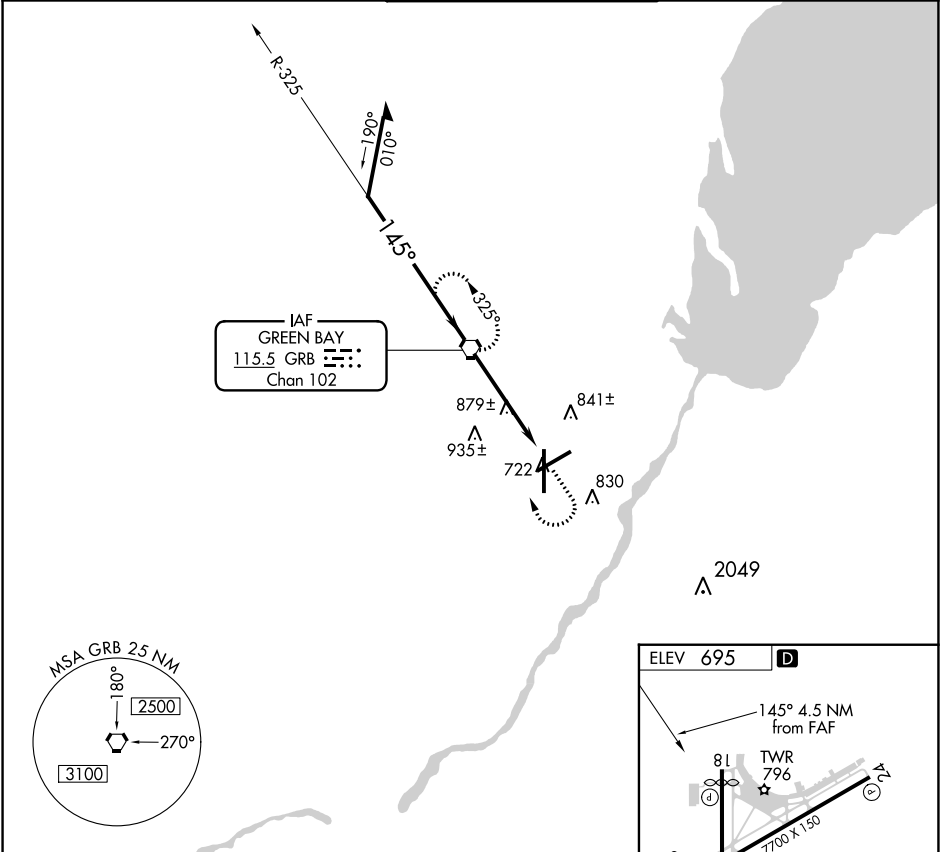 R-325
190°
010°
145°
325°
IAF
GREEN BAY
115.5 GRB
Chan 102
879±
841±
935±
722
830
2049
MSA GRB 25 NM
180°
2500
270°
3100
ELEV 695 D
145° 4.5 NM
from FAF
18
TWR
796
P
P
24
7700 X 150